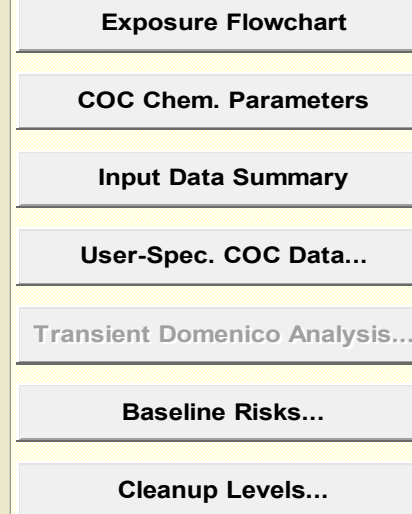 Exposure Flowchart
COC Chem. Parameters
Input Data Summary
User-Spec. COC Data...
Transient Domenico Analysis...
Baseline Risks...
Cleanup Levels...